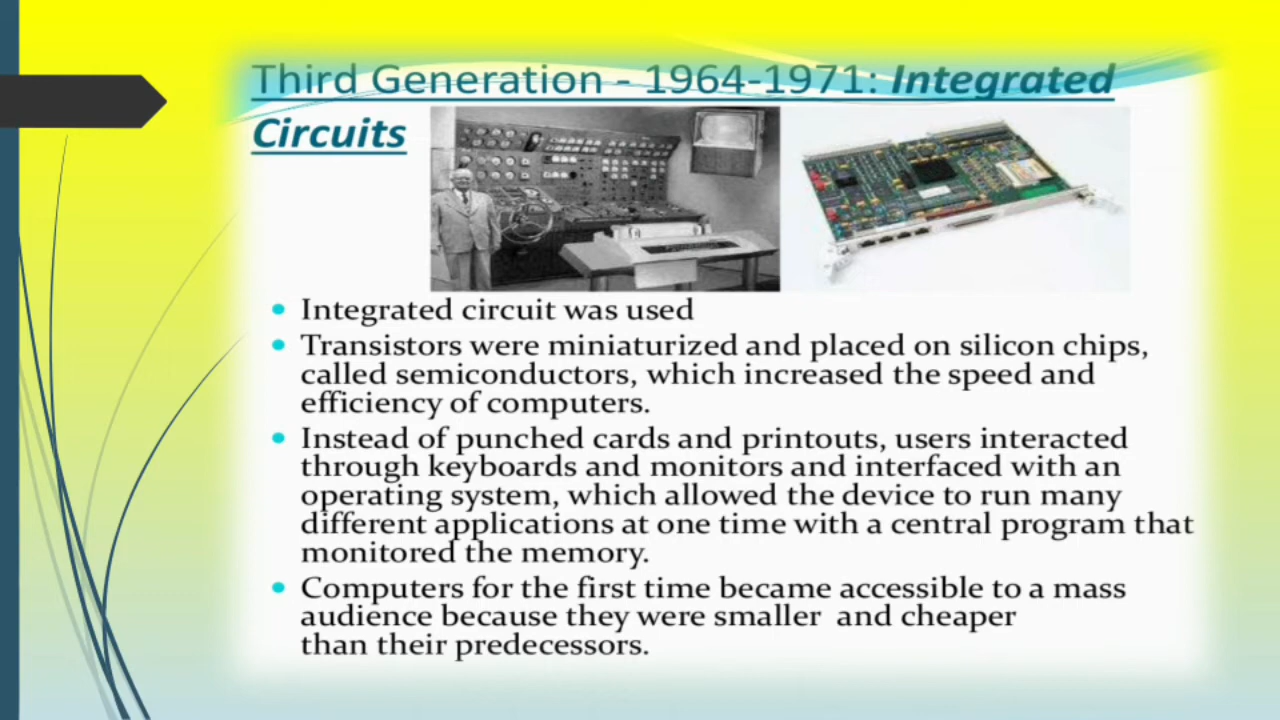 Third Generation - 1964-1971: Integrated
Circuits
• Integrated circuit was used
• Transistors were miniaturized and placed on silicon chips,
called semiconductors, which increased the speed and
efficiency of computers.
• Instead of punched cards and printouts, users interacted
through keyboards and monitors and interfaced with an
operating system, which allowed the device to run many
different applications at one time with a central program that
monitored the memory.
• Computers for the first time became accessible to a mass
audience because they were smaller  and cheaper
than their predecessors.